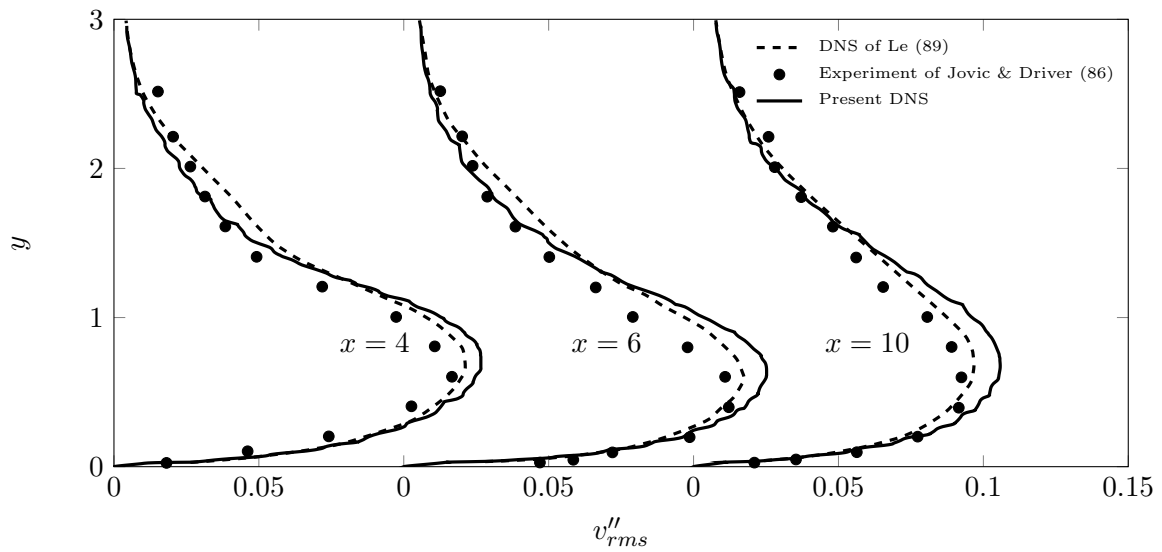 3
DNS of Le (89)
Experiment of Jovic & Driver (86)
Present DNS
2
y
1
x = 4
x = 6
x = 10
0
0 0.05 0 0.05 0 0.05 0.1 0.15
v''rms